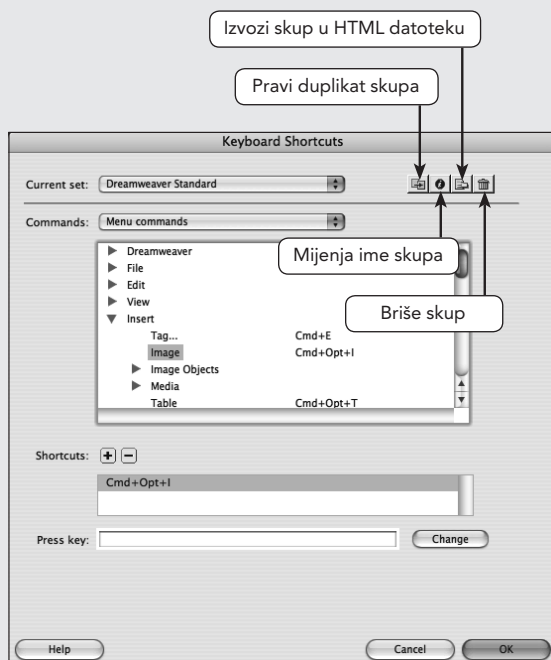 Izvozi skup u HTML datoteku
Pravi duplikat skupa
Keyboard Shortcuts
Current set: Dreamweaver Standard
Commands: Menu commands
Mijenja ime skupa
Briše skup
Dreamweaver
File
Edit
View
Insert
Tag... Cmd+E
Image Cmd+Opt+I
Image Objects
Media
Table Cmd+Opt+T
Shortcuts:
Cmd+Opt+I
Press key: Change
Help Cancel OK